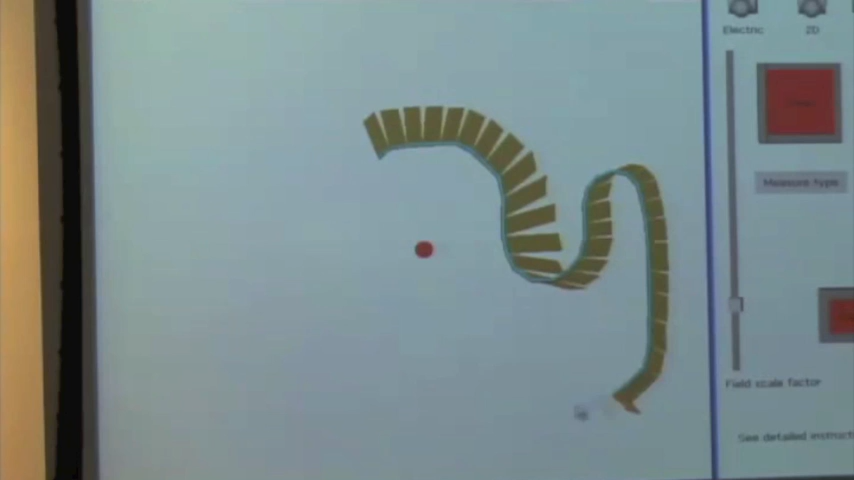 Electric 2D
Measure type
Field scale factor
See detailed instruct